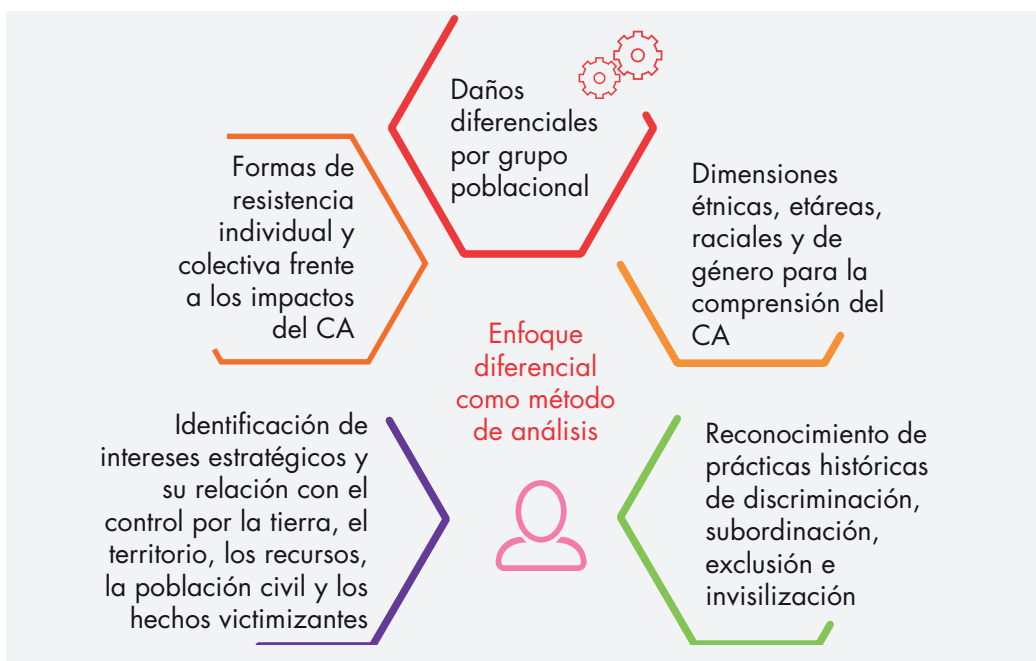 Daños
diferenciales
por grupo
poblacional
Formas de
resistencia
individual y
colectiva frente
a los impactos
del CA
Dimensiones
étnicas, etáreas,
raciales y de
género para la
comprensión del
CA
Enfoque
diferencial
como método
de análisis
Identificación de
intereses estratégicos y
su relación con el
control por la tierra, el
territorio, los recursos,
la población civil y los
hechos victimizantes
Reconocimiento de
prácticas históricas
de discriminación,
subordinación,
exclusión e
invisilización